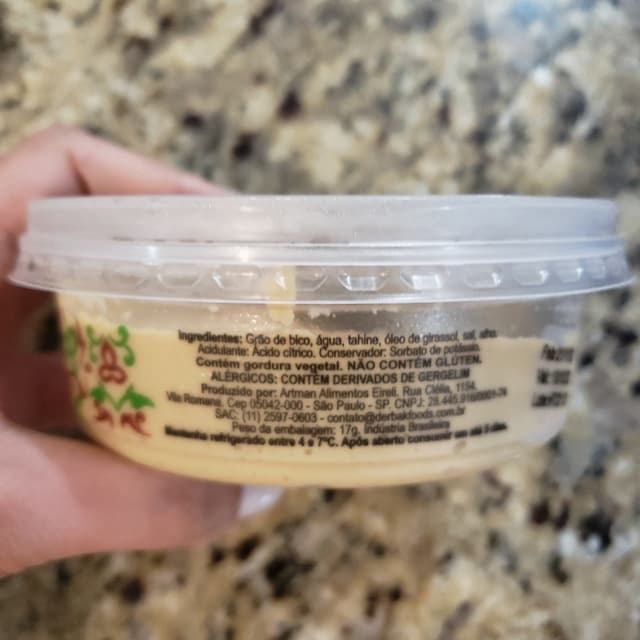 Ingredientes: Grão de bico, água, tahine, óleo de girassol, sal, alho.
Acidulante: Ácido cítrico. Conservador: Sorbato de potássio.
Contém gordura vegetal. NÃO CONTÉM GLÚTEN.
ALÉRGICOS: CONTÉM DERIVADOS DE GERGELIM
Produzido por: Artman Alimentos Eireli, Rua Clélia, 1154,
Vila Romana, Cep 05042-000 - São Paulo - SP. CNPJ:
SAC: (11)2597-0603 - contato@derbakfoods.com.br
Peso da embalagem: 17g. Indústria Brasileira
Mantenha refrigerado entre 4 e 7°C. Após aberto consumir em até 5 dias.